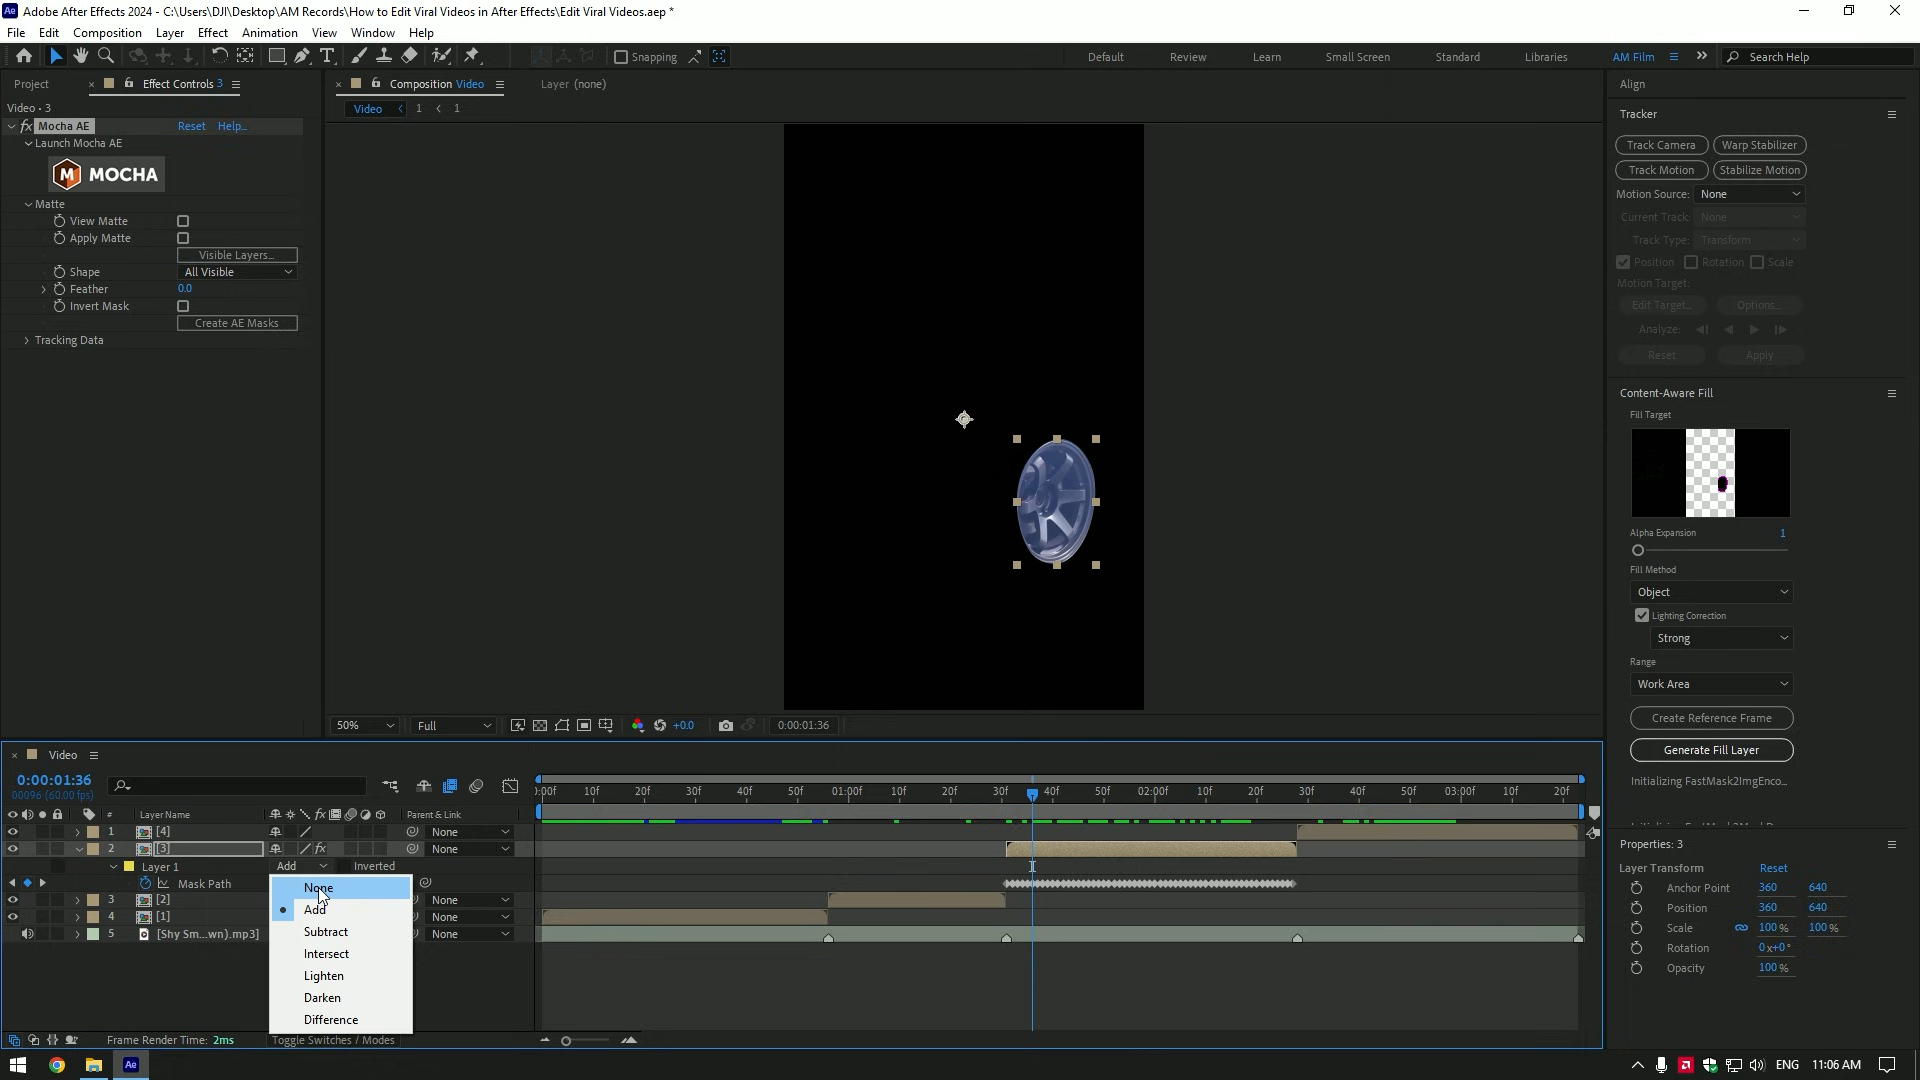 Adobe After Effects 2024 - C:\Users\DJI\Desktop\AM Records\How to Edit Viral Videos in After Effects\Edit Viral Videos.aep *
File Edit Composition Layer Effect Animation View Window Help
Snapping Default Review Learn Small Screen Standard Libraries AM Film Search Help
Project Effect Controls 3 Composition Video Layer (none) Align
Video • 3
Video 1 1
Tracker
Mocha AE Reset Help...
Launch Mocha AE
M MOCHA
Matte
View Matte
Apply Matte
Visible Layers...
Shape All Visible
Feather 0.0
Invert Mask
Create AE Masks
Tracking Data
Track Camera Warp Stabilizer
Track Motion Stabilize Motion
Motion Source: None
Current Track: None
Track Type: Transform
Position Rotation Scale
Motion Target:
Edit Target... Options...
Analyze:
Reset Apply
Content-Aware Fill
Fill Target
Alpha Expansion 1
Fill Method
Object
Lighting Correction
Strong
Range
Work Area
Create Reference Frame
Generate Fill Layer
Initializing FastMask2ImgEnco...
50% Full +0.0 0:00:01:36
Video
0:00:01:36
00096 (60.00 fps)
0:00f 10f 20f 30f 40f 50f 01:00f 10f 20f 30f 40f 50f 02:00f 10f 20f 30f 40f 50f 03:00f 10f 20f
# Layer Name fx Parent & Link
1 [4] None
2 [3] fx None
Layer 1 Add Inverted
Mask Path
3 [2] None
4 [1] None
5 [Shy Sm...wn).mp3] None
None
Add
Subtract
Intersect
Lighten
Darken
Difference
Frame Render Time: 2ms Toggle Switches / Modes
Properties: 3
Layer Transform Reset
Anchor Point 360 640
Position 360 640
Scale 100 % 100 %
Rotation 0x+0°
Opacity 100 %
Ae ENG 11:06 AM